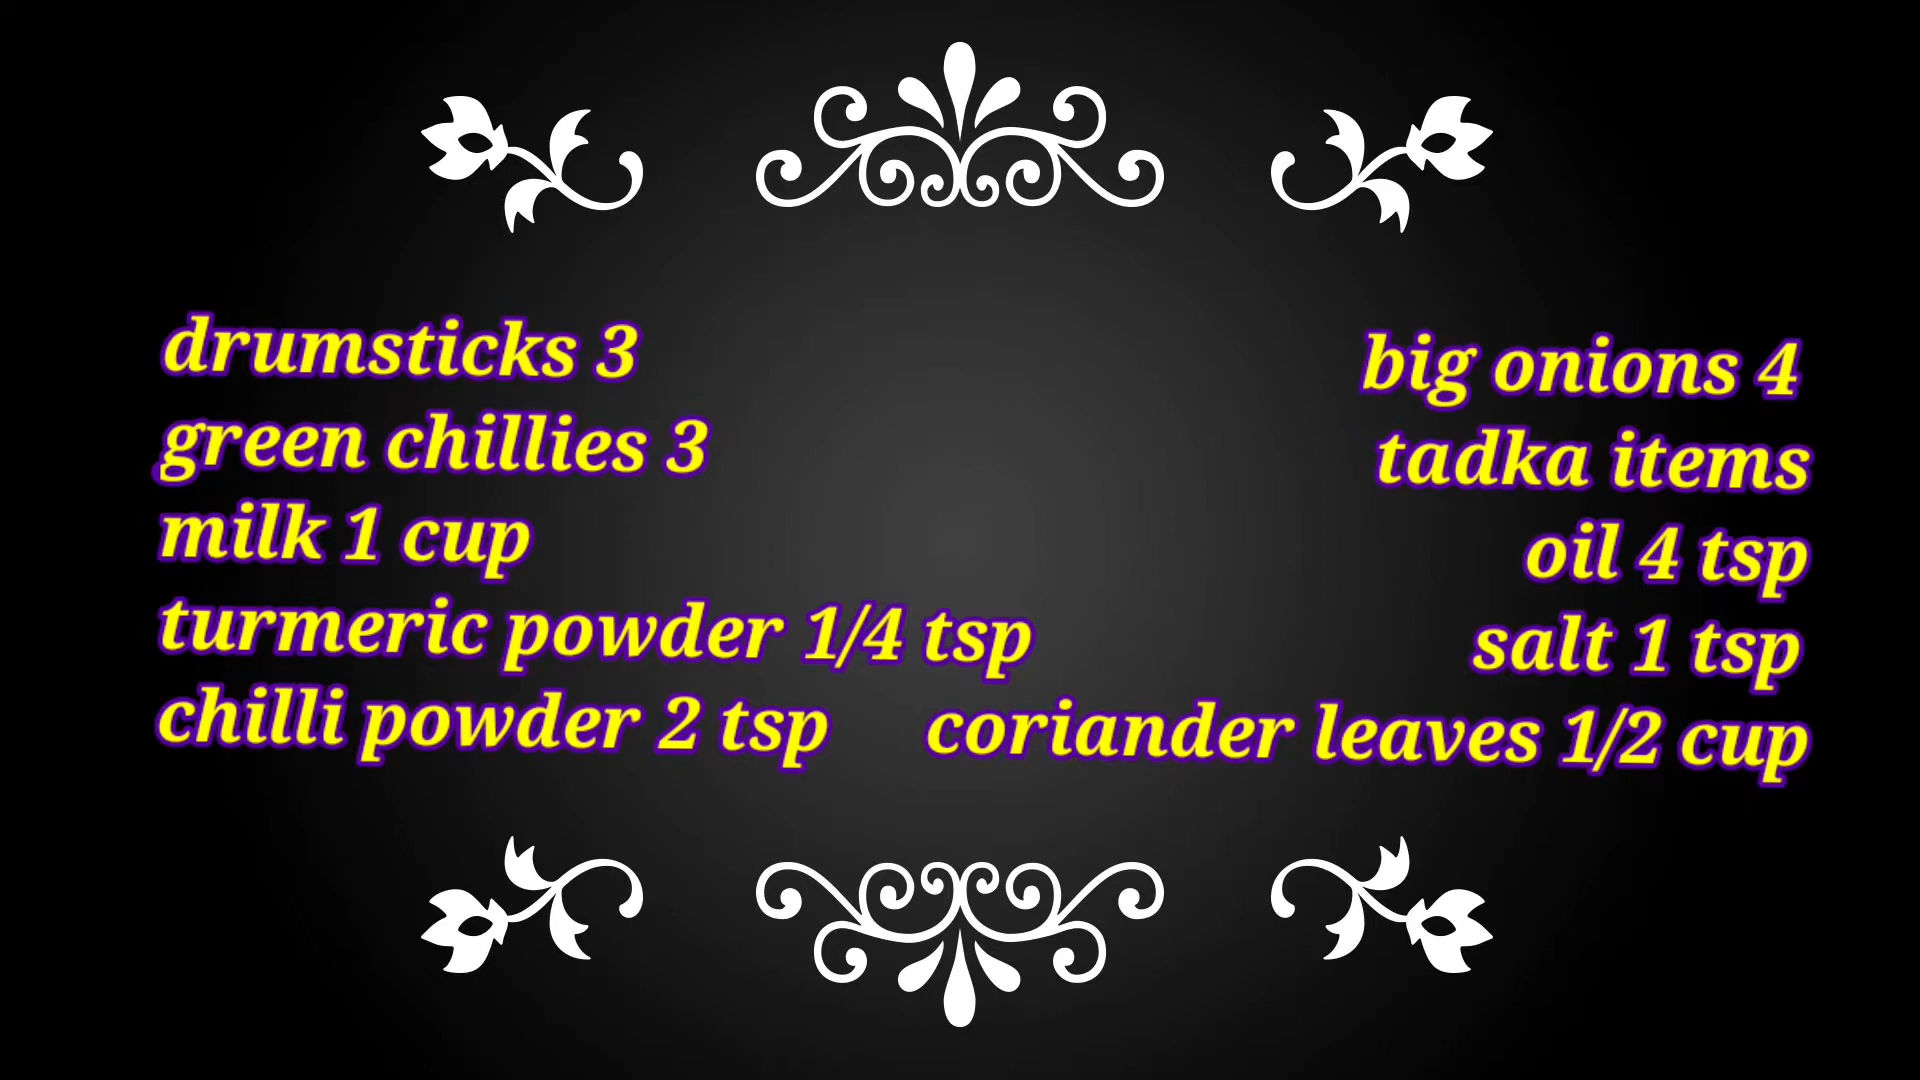 drumsticks 3
green chillies 3
milk 1 cup
turmeric powder 1/4 tsp
chilli powder 2 tsp
big onions 4
tadka items
oil 4 tsp
salt 1 tsp
coriander leaves 1/2 cup